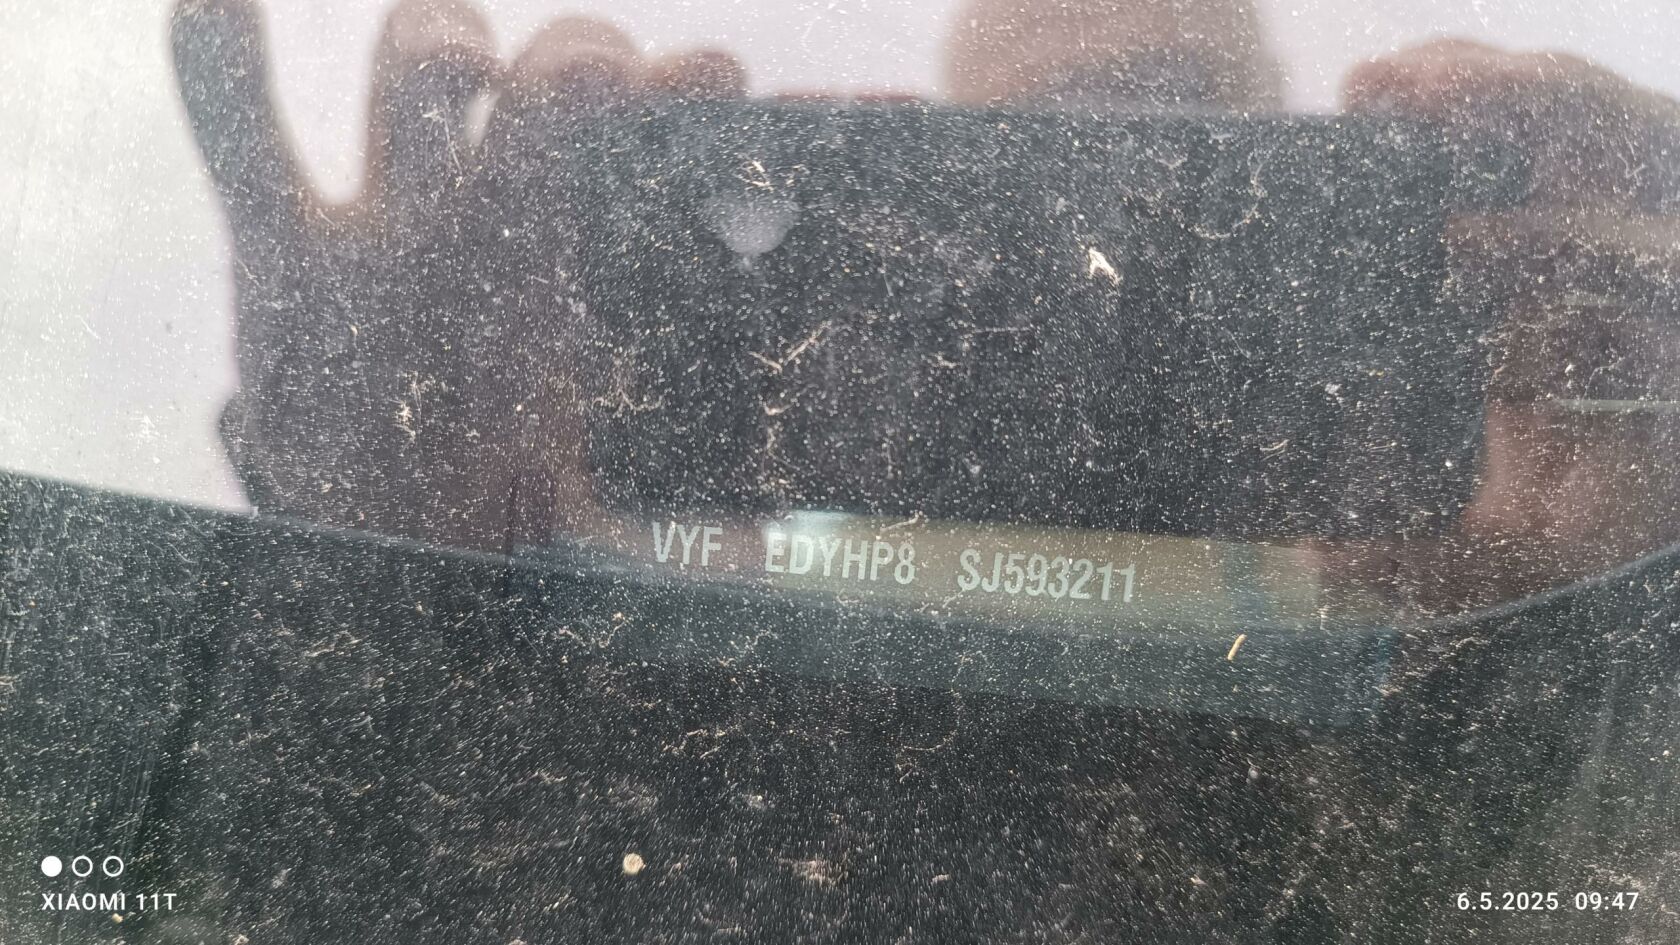 VYF EDYHP8 SJ593211
XIAOMI 11T
6.5.2025 09:47